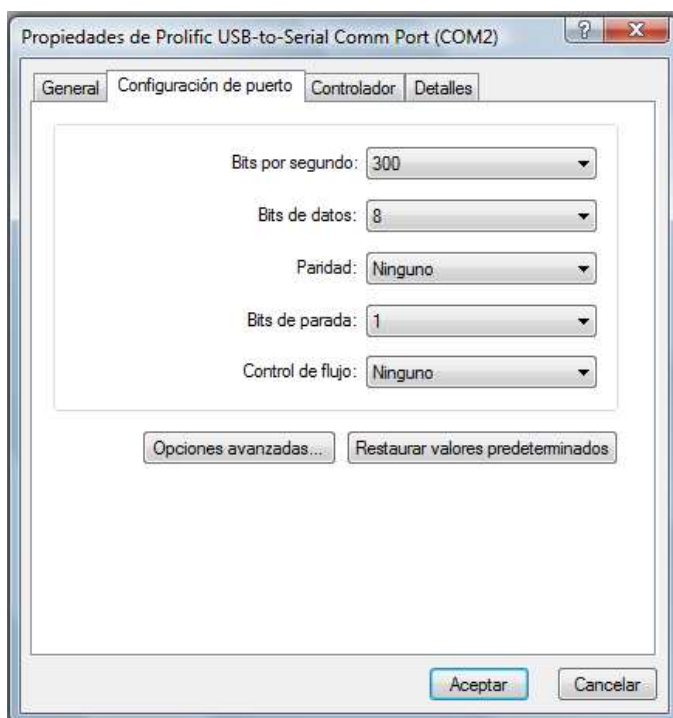 Propiedades de Prolific USB-to-Serial Comm Port (COM2)
General Configuración de puerto Controlador Detalles
Bits por segundo: 300
Bits de datos: 8
Paridad: Ninguno
Bits de parada: 1
Control de flujo: Ninguno
Opciones avanzadas... Restaurar valores predeterminados
Aceptar Cancelar